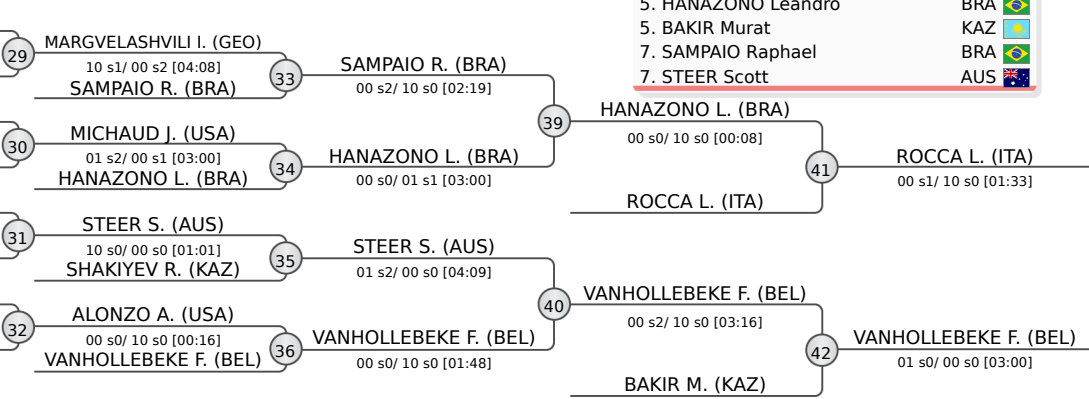 5. HANAZONO Leandro BRA
5. BAKIR Murat KAZ
7. SAMPAIO Raphael BRA
7. STEER Scott AUS
29
MARGVELASHVILI I. (GEO)
10 s1/ 00 s2 [04:08]
SAMPAIO R. (BRA)
33
SAMPAIO R. (BRA)
00 s2/ 10 s0 [02:19]
30
MICHAUD J. (USA)
01 s2/ 00 s1 [03:00]
HANAZONO L. (BRA)
34
HANAZONO L. (BRA)
00 s0/ 01 s1 [03:00]
39
HANAZONO L. (BRA)
00 s0/ 10 s0 [00:08]
ROCCA L. (ITA)
41
ROCCA L. (ITA)
00 s1/ 10 s0 [01:33]
31
STEER S. (AUS)
10 s0/ 00 s0 [01:01]
SHAKIYEV R. (KAZ)
35
STEER S. (AUS)
01 s2/ 00 s0 [04:09]
32
ALONZO A. (USA)
00 s0/ 10 s0 [00:16]
VANHOLLEBEKE F. (BEL)
36
VANHOLLEBEKE F. (BEL)
00 s0/ 10 s0 [01:48]
40
VANHOLLEBEKE F. (BEL)
00 s2/ 10 s0 [03:16]
BAKIR M. (KAZ)
42
VANHOLLEBEKE F. (BEL)
01 s0/ 00 s0 [03:00]